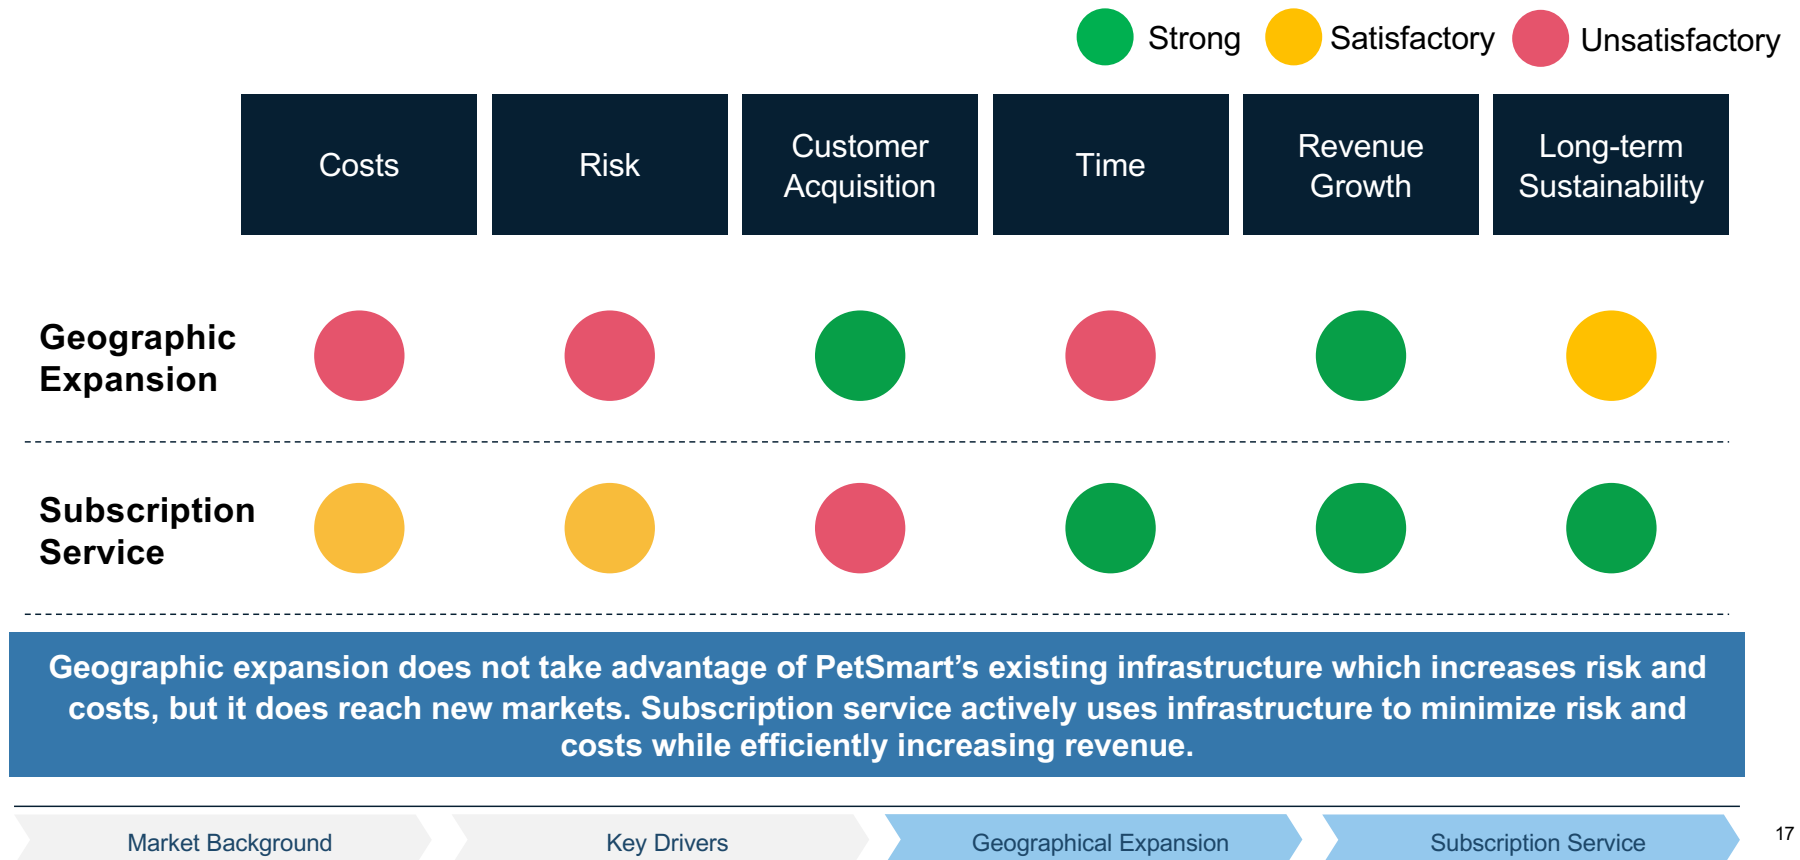 Strong Satisfactory Unsatisfactory
Costs
Risk
Customer
Acquisition
Time
Revenue
Growth
Long-term
Sustainability
Geographic
Expansion
Subscription
Service
Geographic expansion does not take advantage of PetSmart’s existing infrastructure which increases risk and
costs, but it does reach new markets. Subscription service actively uses infrastructure to minimize risk and
costs while efficiently increasing revenue.
Market Background
Key Drivers
Geographical Expansion
Subscription Service
17